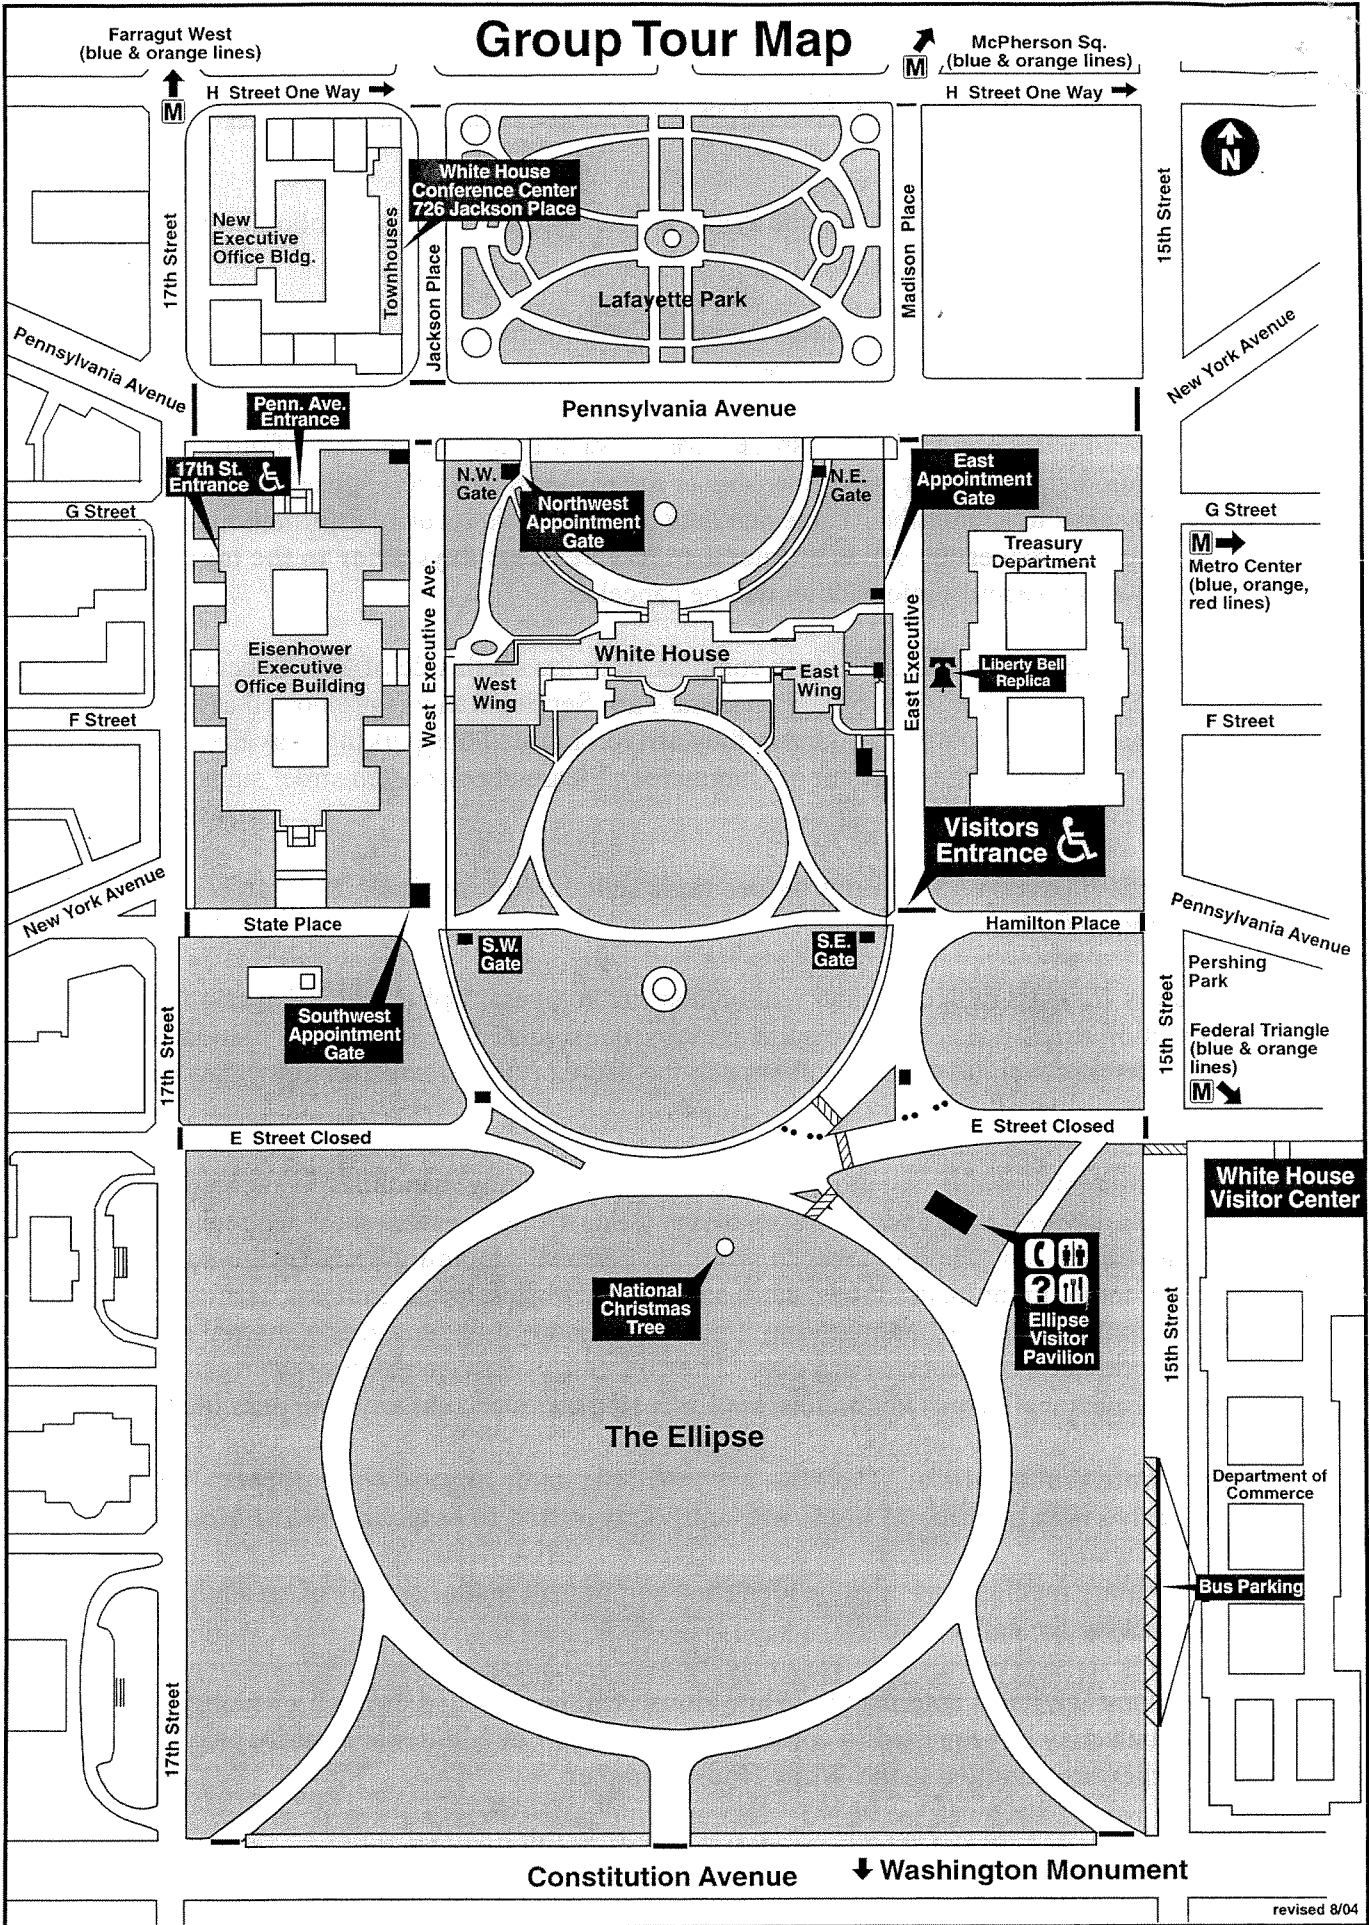 Group Tour Map
Farragut West
(blue & orange lines)
M
McPherson Sq.
(blue & orange lines)
M
H Street One Way
H Street One Way
N
White House
Conference Center
726 Jackson Place
New
Executive
Office Bldg.
Townhouses
17th Street
Jackson Place
Lafayette Park
Madison Place
15th Street
New York Avenue
Pennsylvania Avenue
Penn. Ave.
Entrance
Pennsylvania Avenue
17th St.
Entrance
N.W.
Gate
Northwest
Appointment
Gate
N.E.
Gate
East
Appointment
Gate
G Street
G Street
M
Metro Center
(blue, orange,
red lines)
Treasury
Department
West Executive Ave.
East Executive
Eisenhower
Executive
Office Building
White House
West
Wing
East
Wing
Liberty Bell
Replica
F Street
F Street
Visitors
Entrance
New York Avenue
Pennsylvania Avenue
State Place
Hamilton Place
S.W.
Gate
S.E.
Gate
Pershing
Park
Southwest
Appointment
Gate
17th Street
15th Street
Federal Triangle
(blue & orange
lines)
M
E Street Closed
E Street Closed
White House
Visitor Center
National
Christmas
Tree
?
Ellipse
Visitor
Pavilion
15th Street
The Ellipse
Department of
Commerce
Bus Parking
17th Street
Constitution Avenue
Washington Monument
revised 8/04